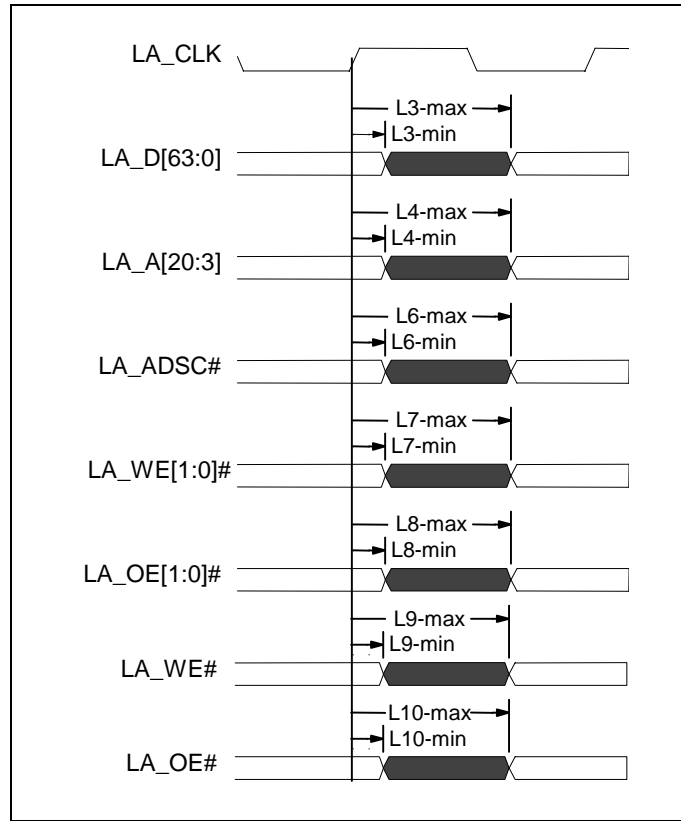 LA_CLK
L3-max
L3-min
LA_D[63:0]
L4-max
L4-min
LA_A[20:3]
L6-max
L6-min
LA_ADSC#
L7-max
L7-min
LA_WE[1:0]#
L8-max
L8-min
LA_OE[1:0]#
L9-max
L9-min
LA_WE#
L10-max
L10-min
LA_OE#